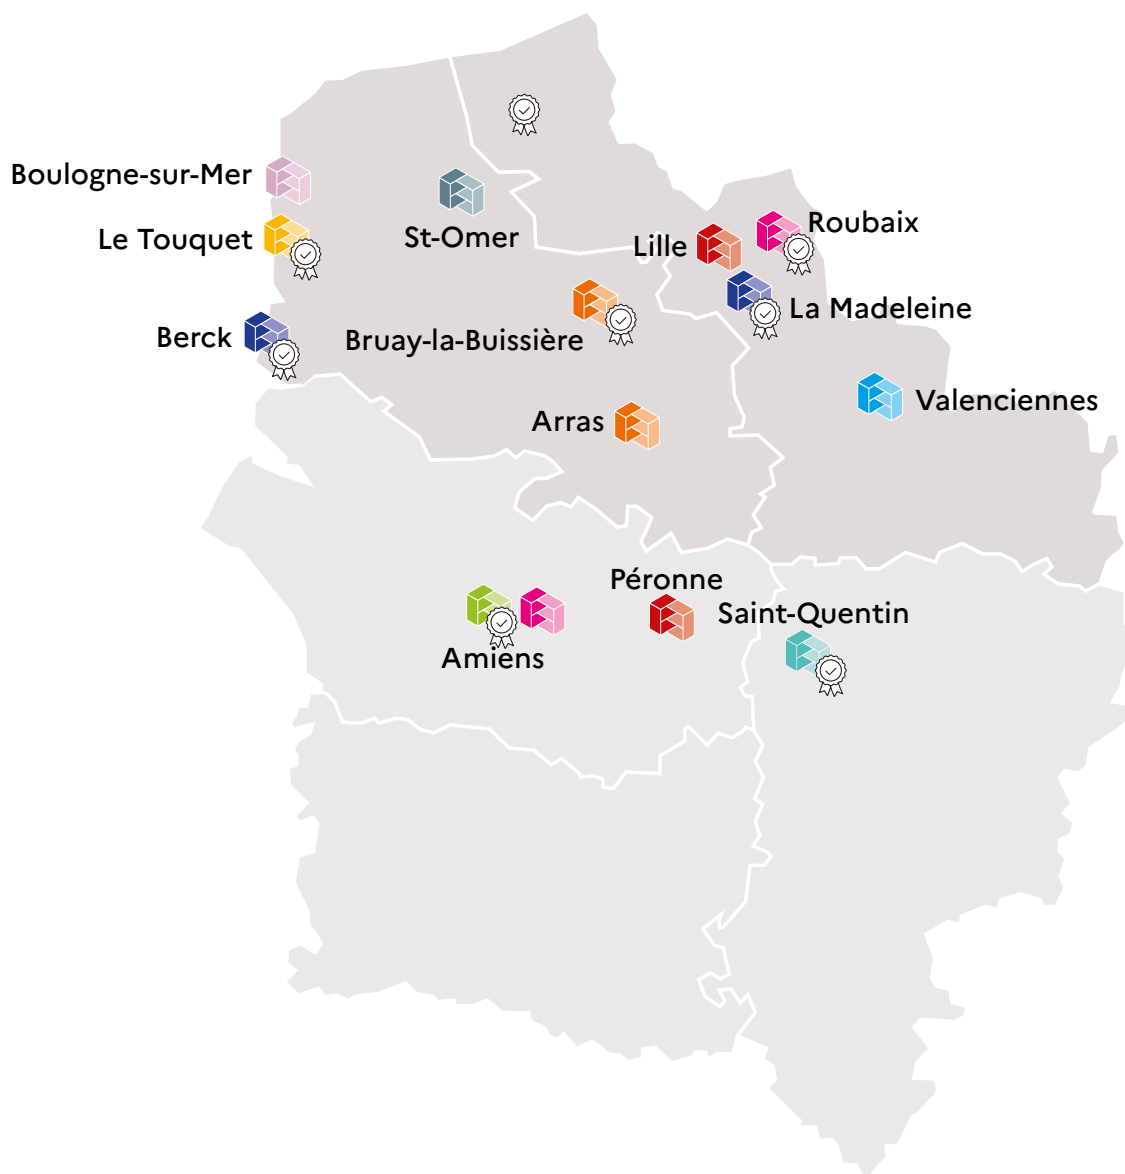 Boulogne-sur-Mer
Le Touquet
St-Omer
Roubaix
Lille
La Madeleine
Berck
Bruay-la-Buissière
Valenciennes
Arras
Péronne
Saint-Quentin
Amiens